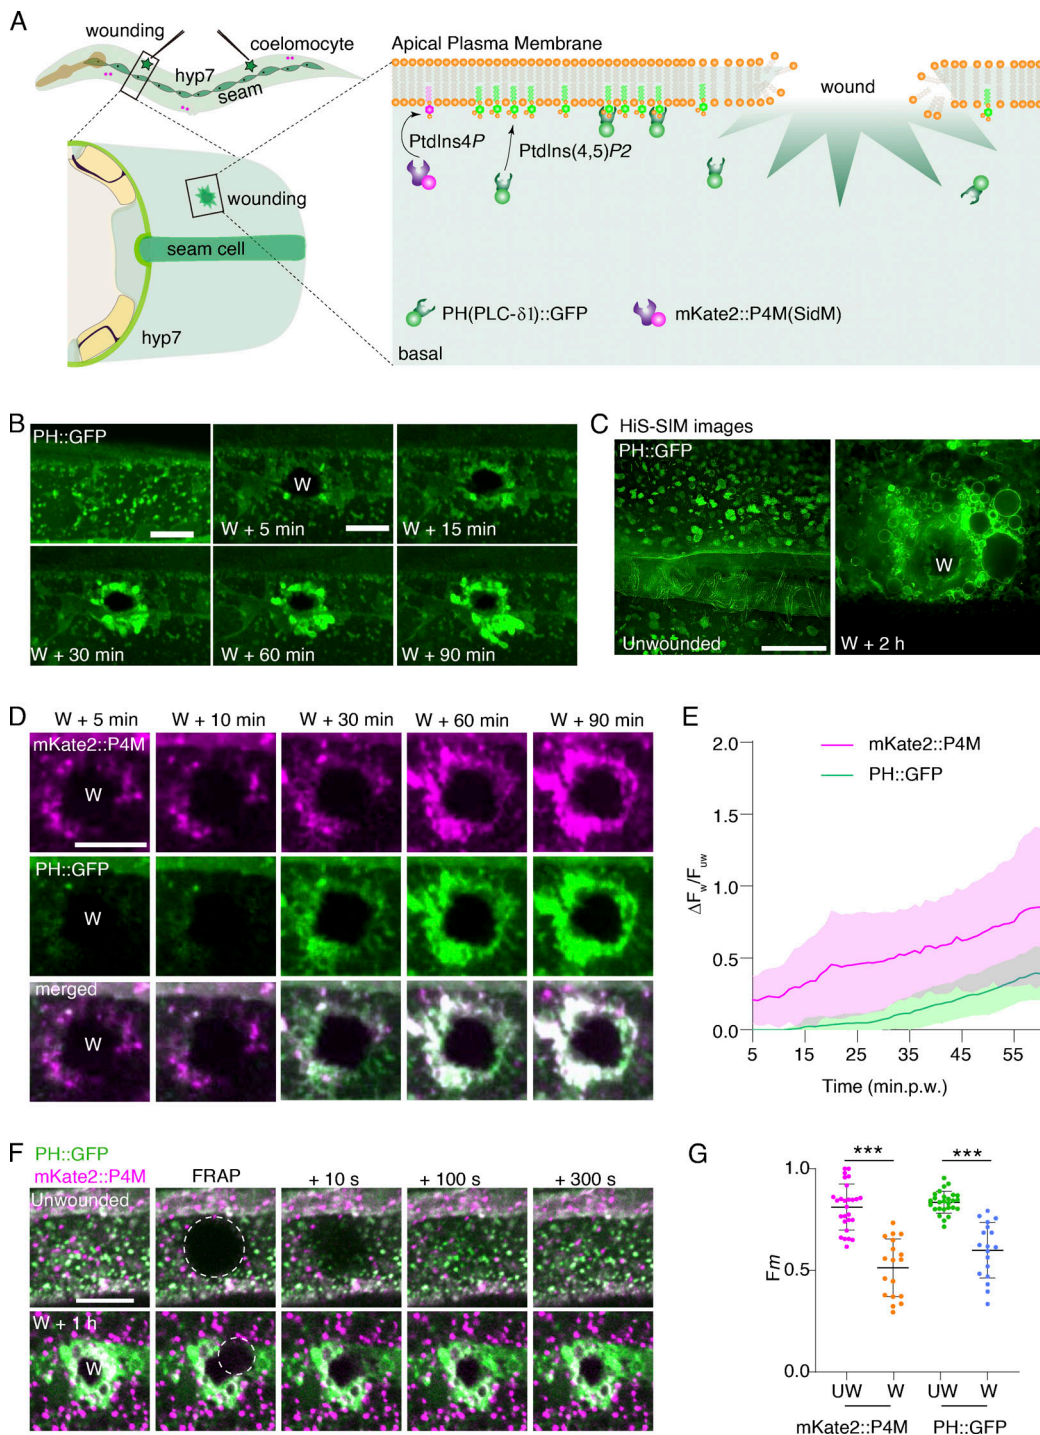 A
wounding
coelomocyte
hyp7
seam
wounding
seam cell
hyp7
Apical Plasma Membrane
wound
PtdIns4P
PtdIns(4,5)P2
PH(PLC-δ1)::GFP
mKate2::P4M(SidM)
basal
B
PH::GFP
W
W + 5 min
W + 15 min
W + 30 min
W + 60 min
W + 90 min
C
HiS-SIM images
PH::GFP
Unwounded
W
W + 2 h
D
W + 5 min
W + 10 min
W + 30 min
W + 60 min
W + 90 min
mKate2::P4M
W
PH::GFP
W
merged
W
E
mKate2::P4M
PH::GFP
2.0
1.5
1.0
0.5
0.0
ΔFw/Fuw
5
15
25
35
45
55
Time (min.p.w.)
F
PH::GFP
mKate2::P4M
FRAP
+ 10 s
+ 100 s
+ 300 s
Unwounded
W + 1 h
W
G
***
***
1.0
0.5
0.0
Fm
UW
W
UW
W
mKate2::P4M
PH::GFP